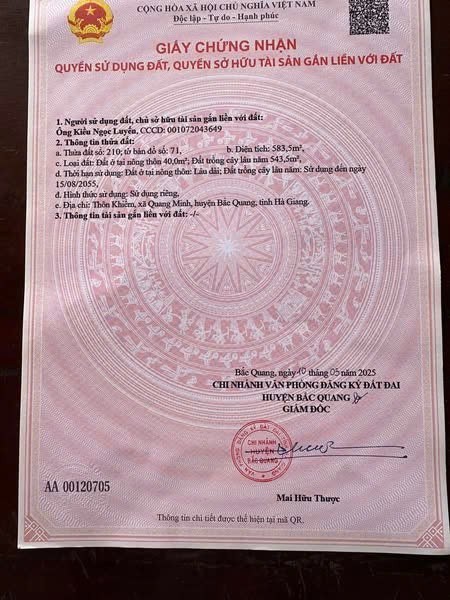 CỘNG HÒA XÃ HỘI CHỦ NGHĨA VIỆT NAM
Độc lập - Tự do - Hạnh phúc
GIẤY CHỨNG NHẬN
QUYỀN SỬ DỤNG ĐẤT, QUYỀN SỞ HỮU TÀI SẢN GẮN LIỀN VỚI ĐẤT
1. Người sử dụng đất, chủ sở hữu tài sản gắn liền với đất:
Ông Kiều Ngọc Luyến, CCCD: 001072043649
2. Thông tin thửa đất:
a. Thửa đất số: 210; tờ bản đồ số: 71, b. Diện tích: 583,5m²,
c. Loại đất: Đất ở tại nông thôn 40,0m²; Đất trồng cây lâu năm 543,5m²,
d. Thời hạn sử dụng: Đất ở tại nông thôn: Lâu dài; Đất trồng cây lâu năm: Sử dụng đến ngày
15/08/2055,
đ. Hình thức sử dụng: Sử dụng riêng,
e. Địa chỉ: Thôn Khiềm, xã Quang Minh, huyện Bắc Quang, tỉnh Hà Giang.
3. Thông tin tài sản gắn liền với đất: -/-
Bắc Quang, ngày 10 tháng 05 năm 2025
CHI NHÁNH VĂN PHÒNG ĐĂNG KÝ ĐẤT ĐAI
HUYỆN BẮC QUANG
GIÁM ĐỐC
CHI NHÁNH
HUYỆN
BẮC QUANG
Mai Hữu Thược
AA 00120705
Thông tin chi tiết được thể hiện tại mã QR.